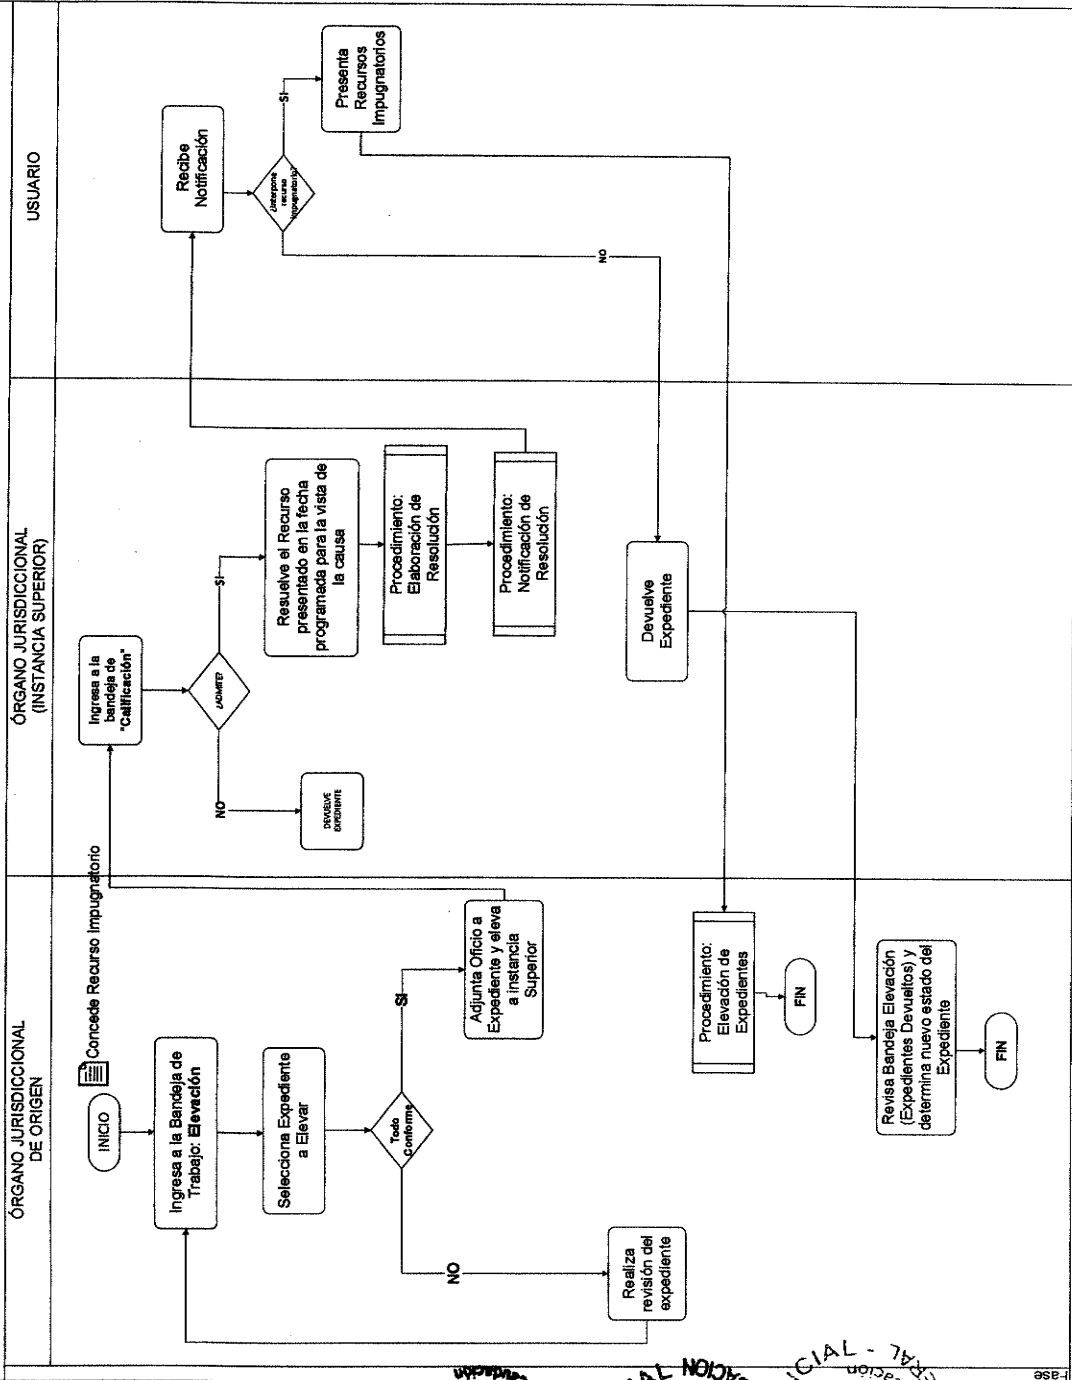 ÓRGANO JURISDICCIONAL
DE ORIGEN
ÓRGANO JURISDICCIONAL
(INSTANCIA SUPERIOR)
USUARIO
INICIO
Concede Recurso Impugnatorio
Ingresa a la Bandeja de
Trabajo: Elevación
Selecciona Expediente
a Elevar
Todo
Conforme
SI
NO
Adjunta Oficio a
Expediente y eleva
a instancia
Superior
Realiza
revisión del
expediente
Procedimiento:
Elevación de
Expedientes
FIN
Revisa Bandeja Elevación
(Expedientes Devueltos) y
determina nuevo estado del
Expediente
FIN
Ingresa a la
bandeja de
"Calificación"
¿ADMITE?
SI
NO
DEVUELVE
EXPEDIENTE
Resuelve el Recurso
presentado en la fecha
programada para la vista de
la causa
Procedimiento:
Elaboración de
Resolución
Procedimiento:
Notificación de
Resolución
Devuelve
Expediente
Recibe
Notificación
¿Interpone
recurso
impugnatorio?
SI
NO
Presenta
Recursos
Impugnatorios
Fase